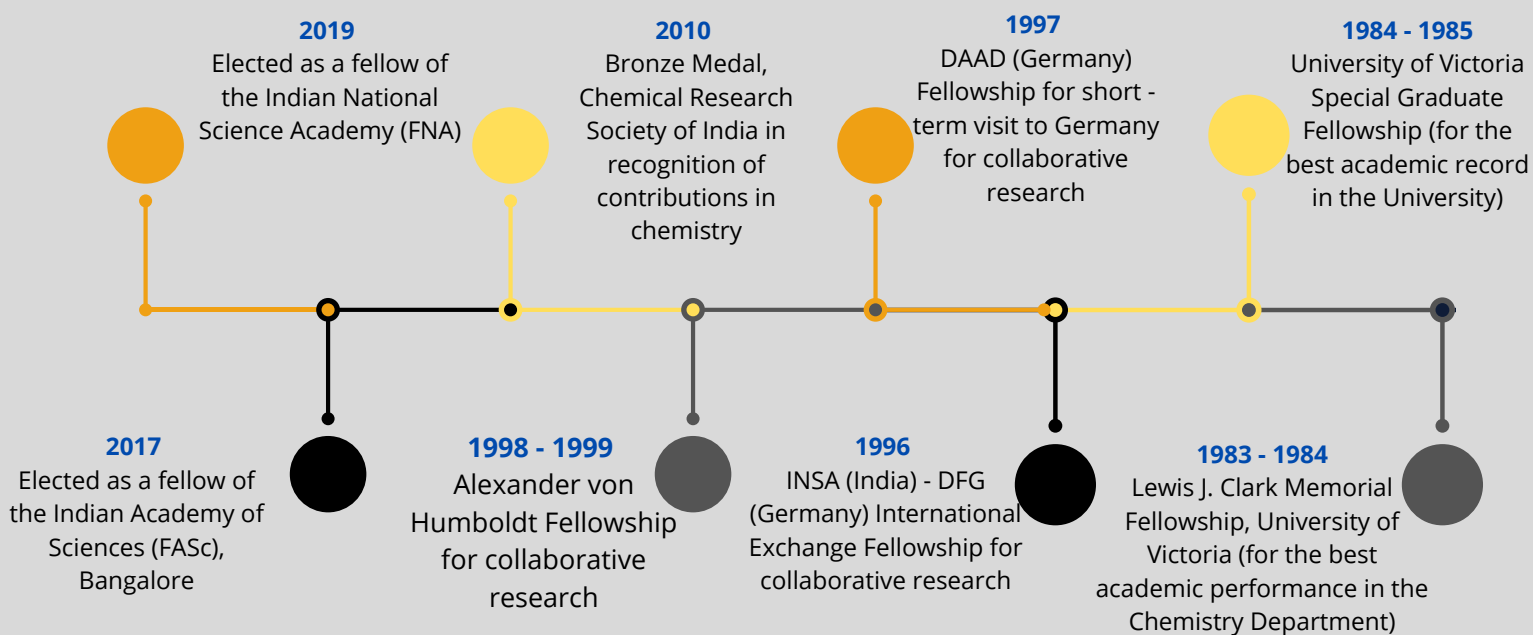 2019
Elected as a fellow of
the Indian National
Science Academy (FNA)
2010
Bronze Medal,
Chemical Research
Society of India in
recognition of
contributions in
chemistry
1997
DAAD (Germany)
Fellowship for short -
term visit to Germany
for collaborative
research
1984 - 1985
University of Victoria
Special Graduate
Fellowship (for the
best academic record
in the University)
2017
Elected as a fellow of
the Indian Academy of
Sciences (FASc),
Bangalore
1998 - 1999
Alexander von
Humboldt Fellowship
for collaborative
research
1996
INSA (India) - DFG
(Germany) International
Exchange Fellowship for
collaborative research
1983 - 1984
Lewis J. Clark Memorial
Fellowship, University of
Victoria (for the best
academic performance in the
Chemistry Department)